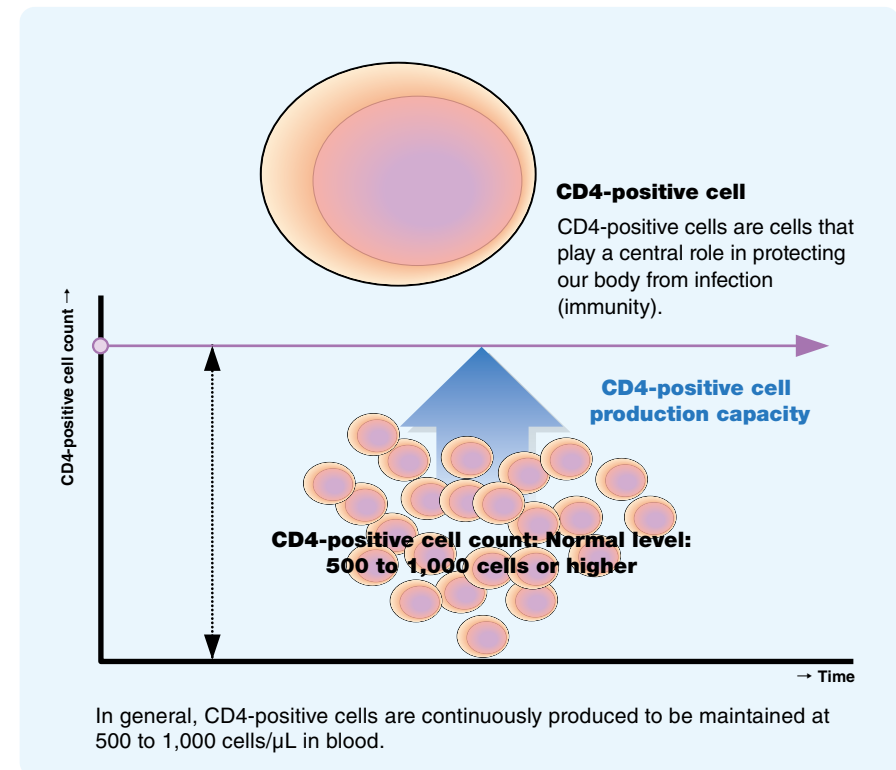 CD4-positive cell
CD4-positive cells are cells that
play a central role in protecting
our body from infection
(immunity).
CD4-positive cell count →
CD4-positive cell
production capacity
CD4-positive cell count: Normal level:
500 to 1,000 cells or higher
→ Time
In general, CD4-positive cells are continuously produced to be maintained at
500 to 1,000 cells/μL in blood.